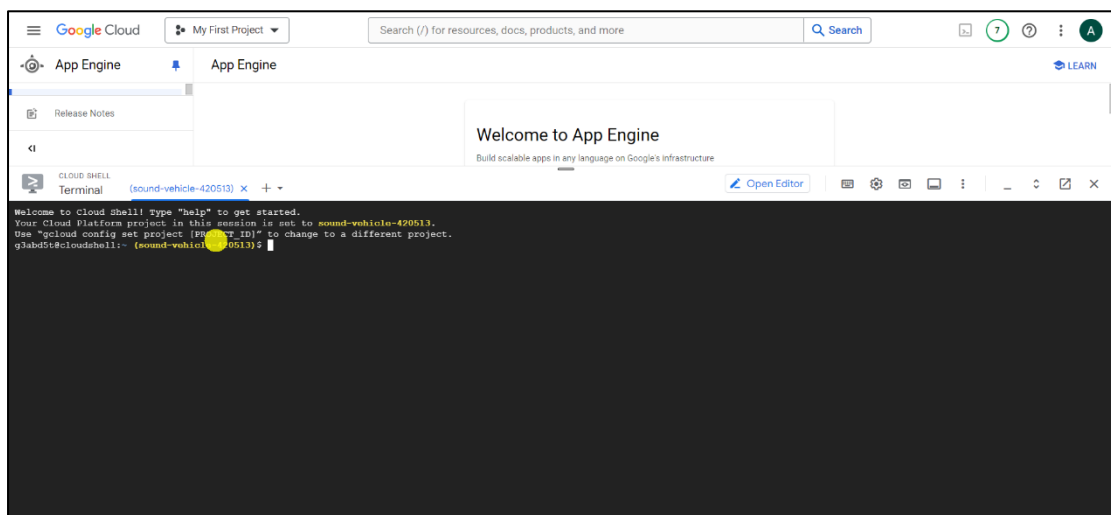 Google Cloud
My First Project
Search (/) for resources, docs, products, and more
Search
7
A
App Engine
App Engine
LEARN
Release Notes
Welcome to App Engine
Build scalable apps in any language on Google's infrastructure
CLOUD SHELL
Terminal
(sound-vehicle-420513)
Open Editor
Welcome to Cloud Shell! Type "help" to get started.
Your Cloud Platform project in this session is set to sound-vehicle-420513.
Use "gcloud config set project [PROJECT_ID]" to change to a different project.
g3abd5t@cloudshell:~ (sound-vehicle-420513)$